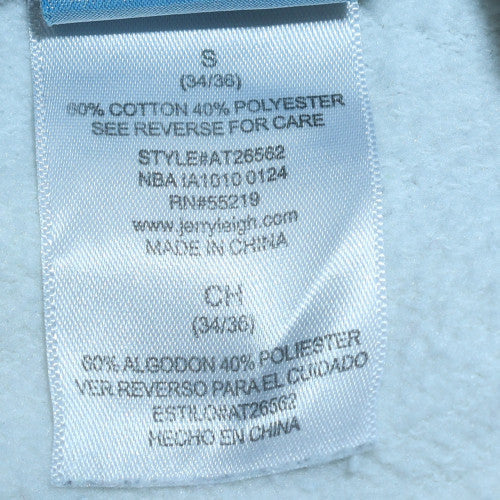 S
(34/36)
60% COTTON 40% POLYESTER
SEE REVERSE FOR CARE
STYLE#AT26562
NBA IA1010 0124
RN#55219
www.jerryleigh.com
MADE IN CHINA
CH
(34/36)
60% ALGODON 40% POLIESTER
VER REVERSO PARA EL CUIDADO
ESTILO#AT26562
HECHO EN CHINA